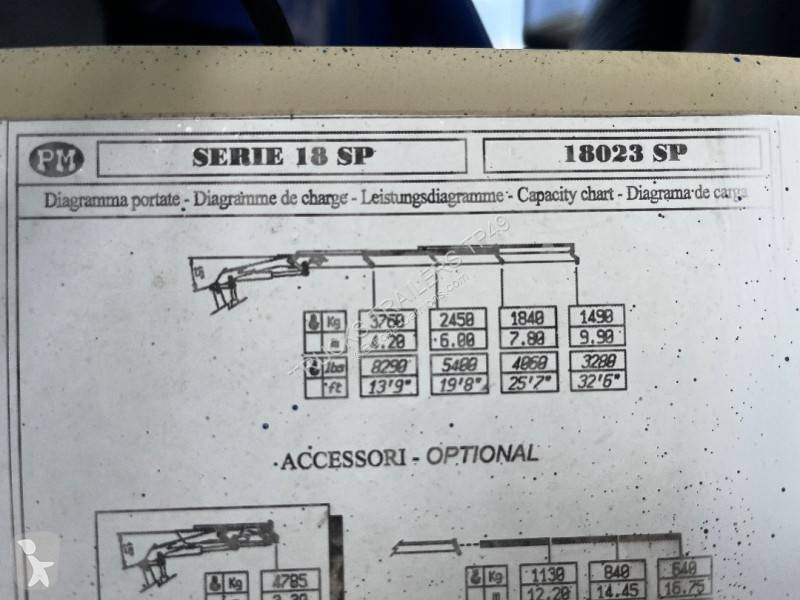 PM SERIE 18 SP 18023 SP
Diagramma portate - Diagramme de charge - Leistungsdiagramme - Capacity chart - Diagrama de carga
Kg 3760 2450 1840 1490
m 4.20 6.00 7.80 9.90
lbs 8290 5400 4060 3280
ft 13'9" 19'8" 25'7" 32'6"
ACCESSORI - OPTIONAL
Kg 4785 Kg 1130 840 640
m 12.20 14.45 16.75